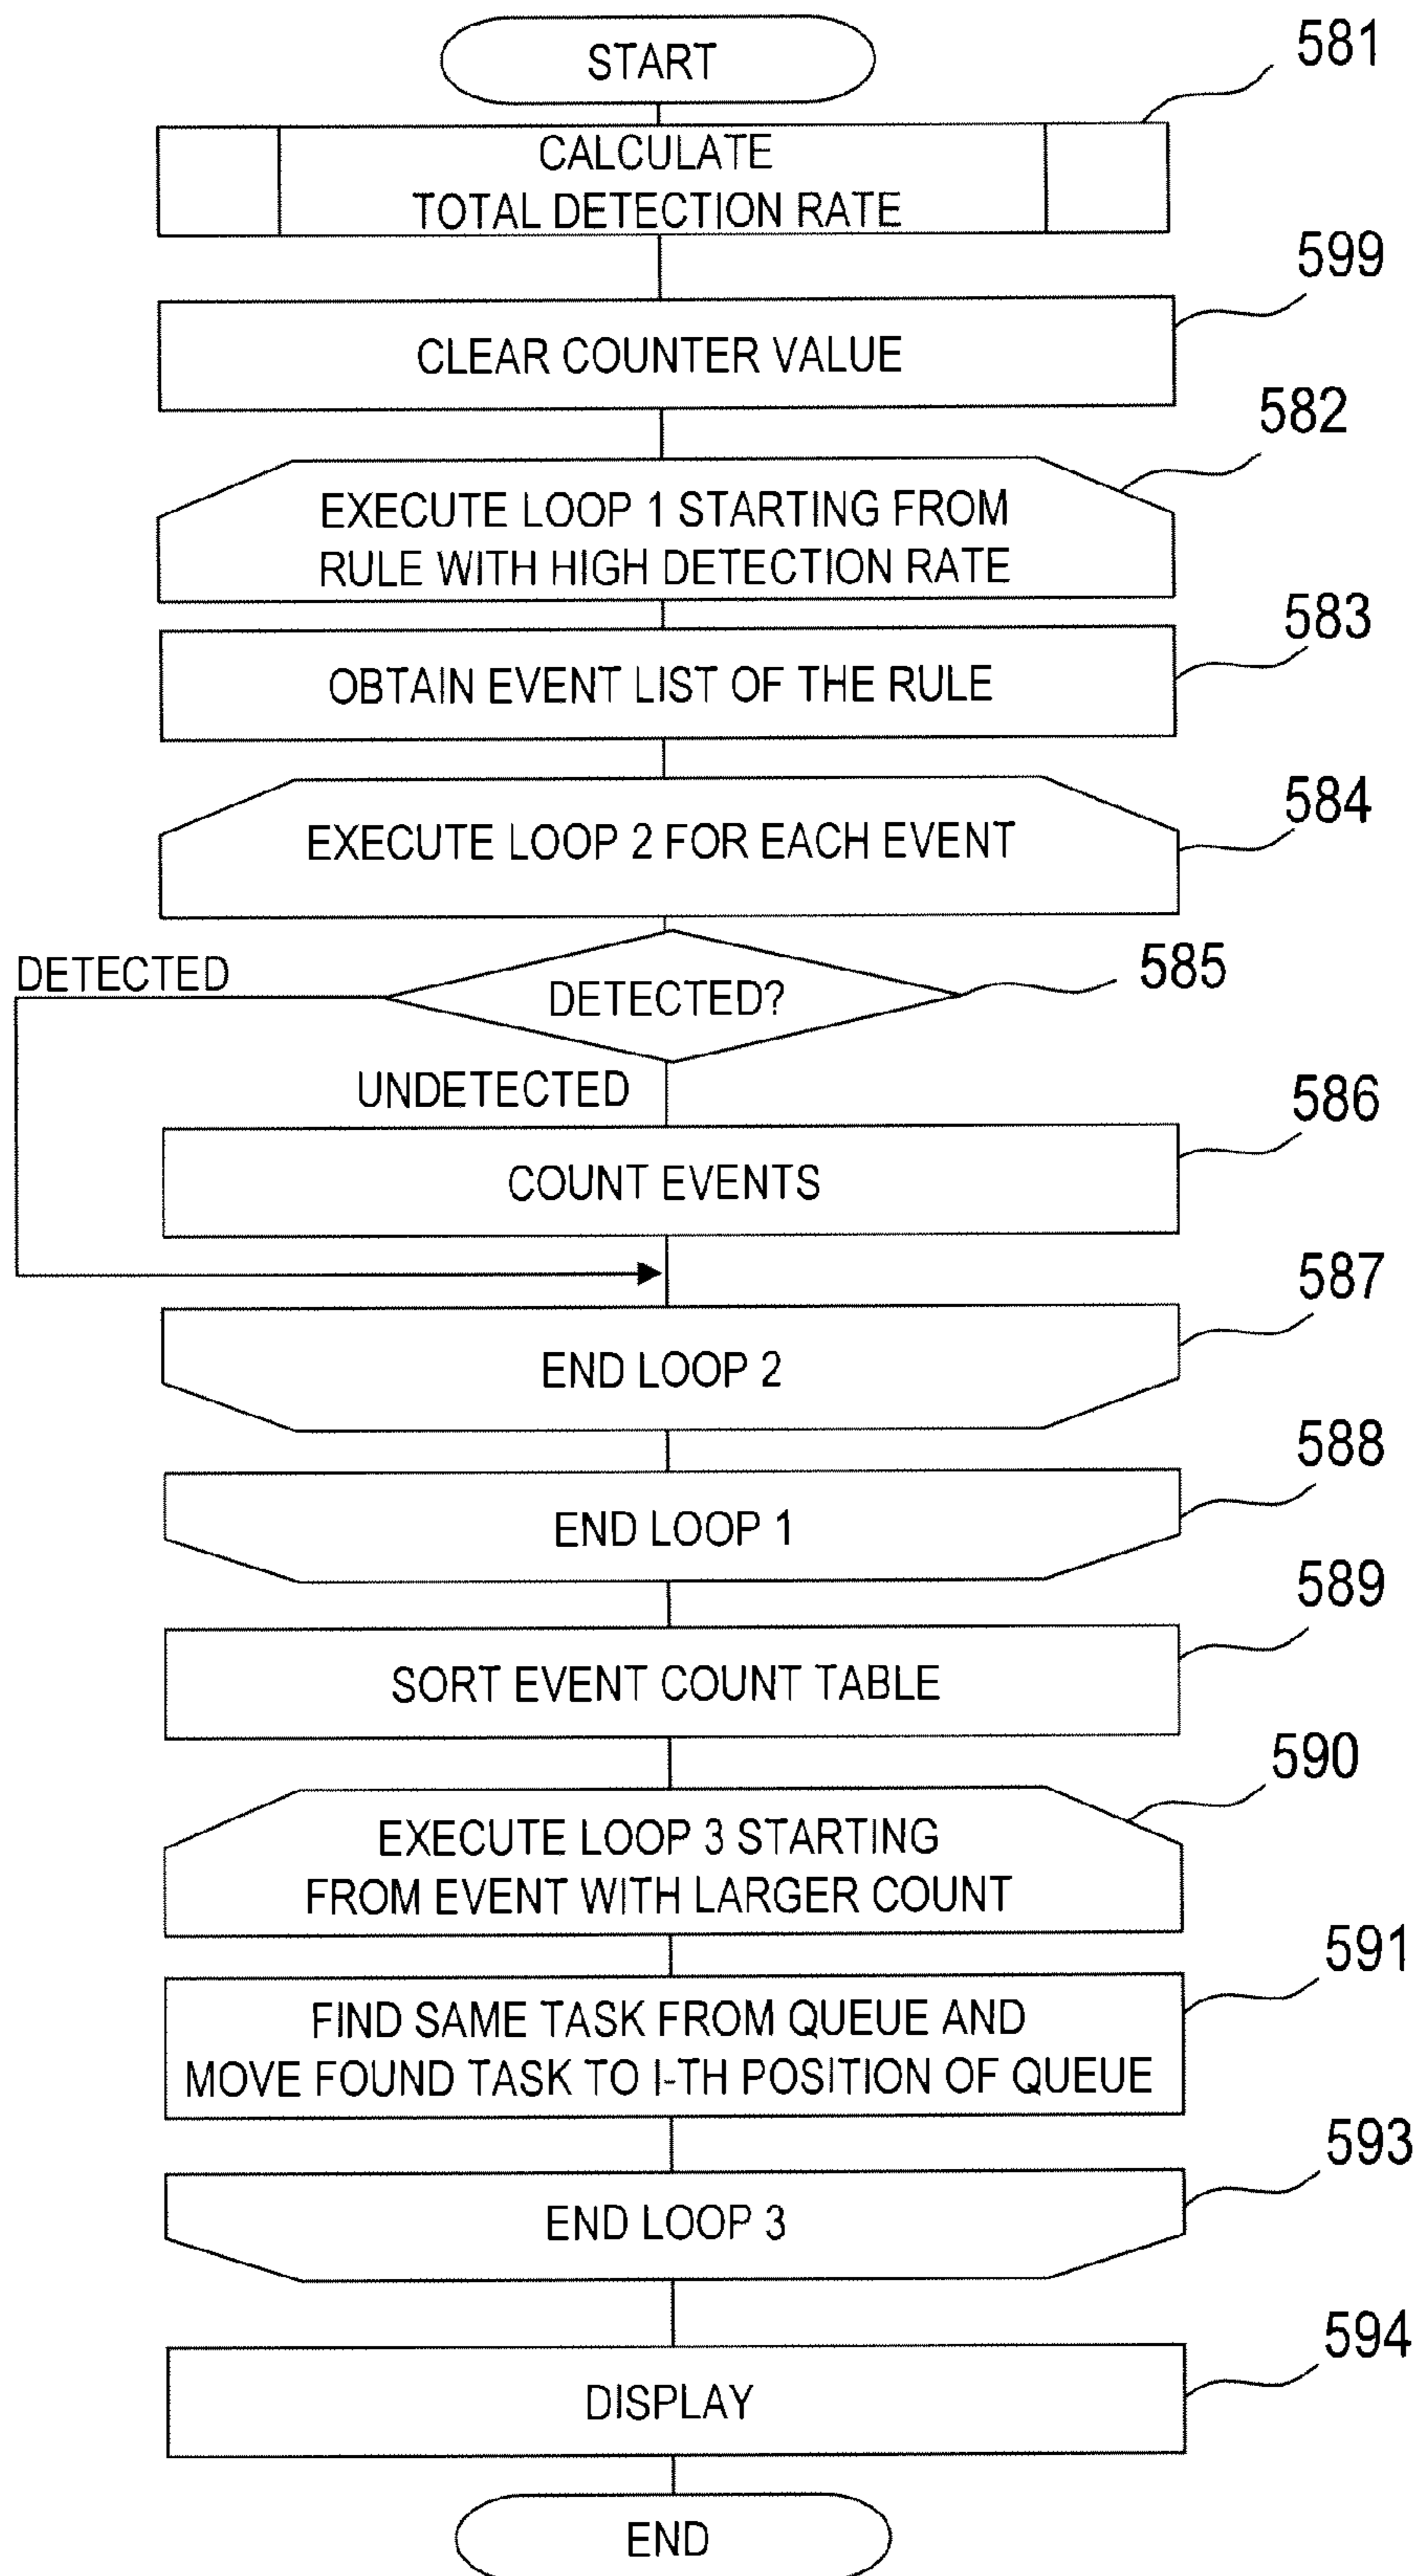 START
581
CALCULATE
TOTAL DETECTION RATE
599
CLEAR COUNTER VALUE
582
EXECUTE LOOP 1 STARTING FROM
RULE WITH HIGH DETECTION RATE
583
OBTAIN EVENT LIST OF THE RULE
584
EXECUTE LOOP 2 FOR EACH EVENT
DETECTED
DETECTED?
585
UNDETECTED
586
COUNT EVENTS
587
END LOOP 2
588
END LOOP 1
589
SORT EVENT COUNT TABLE
590
EXECUTE LOOP 3 STARTING
FROM EVENT WITH LARGER COUNT
591
FIND SAME TASK FROM QUEUE AND
MOVE FOUND TASK TO I-TH POSITION OF QUEUE
593
END LOOP 3
594
DISPLAY
END